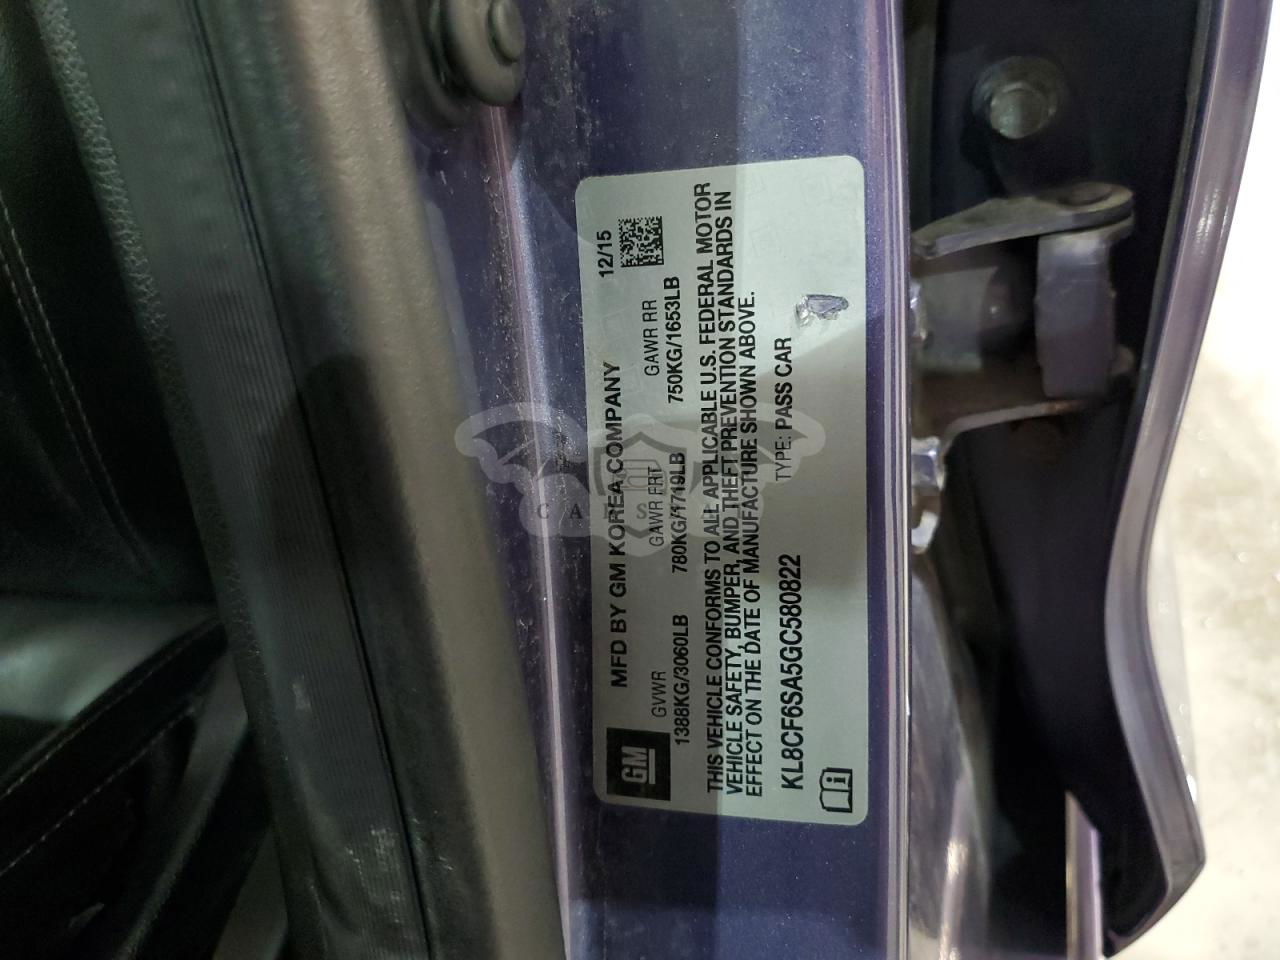 MFD BY GM KOREA COMPANY 12/15
GM
GVWR GAWR FRT GAWR RR
1388KG/3060LB 780KG/1719LB 750KG/1653LB
THIS VEHICLE CONFORMS TO ALL APPLICABLE U.S. FEDERAL MOTOR
VEHICLE SAFETY, BUMPER, AND THEFT PREVENTION STANDARDS IN
EFFECT ON THE DATE OF MANUFACTURE SHOWN ABOVE.
KL8CF6SA5GC580822 TYPE: PASS CAR